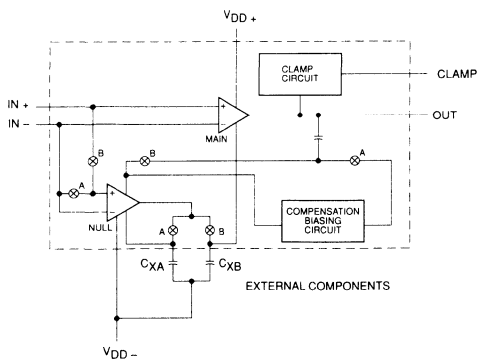 VDD +
CLAMP
CIRCUIT
CLAMP
IN +
+
OUT
IN −
−
MAIN
B
B
A
A
+
−
NULL
COMPENSATION
BIASING
CIRCUIT
A
B
CXA
CXB
EXTERNAL COMPONENTS
VDD −